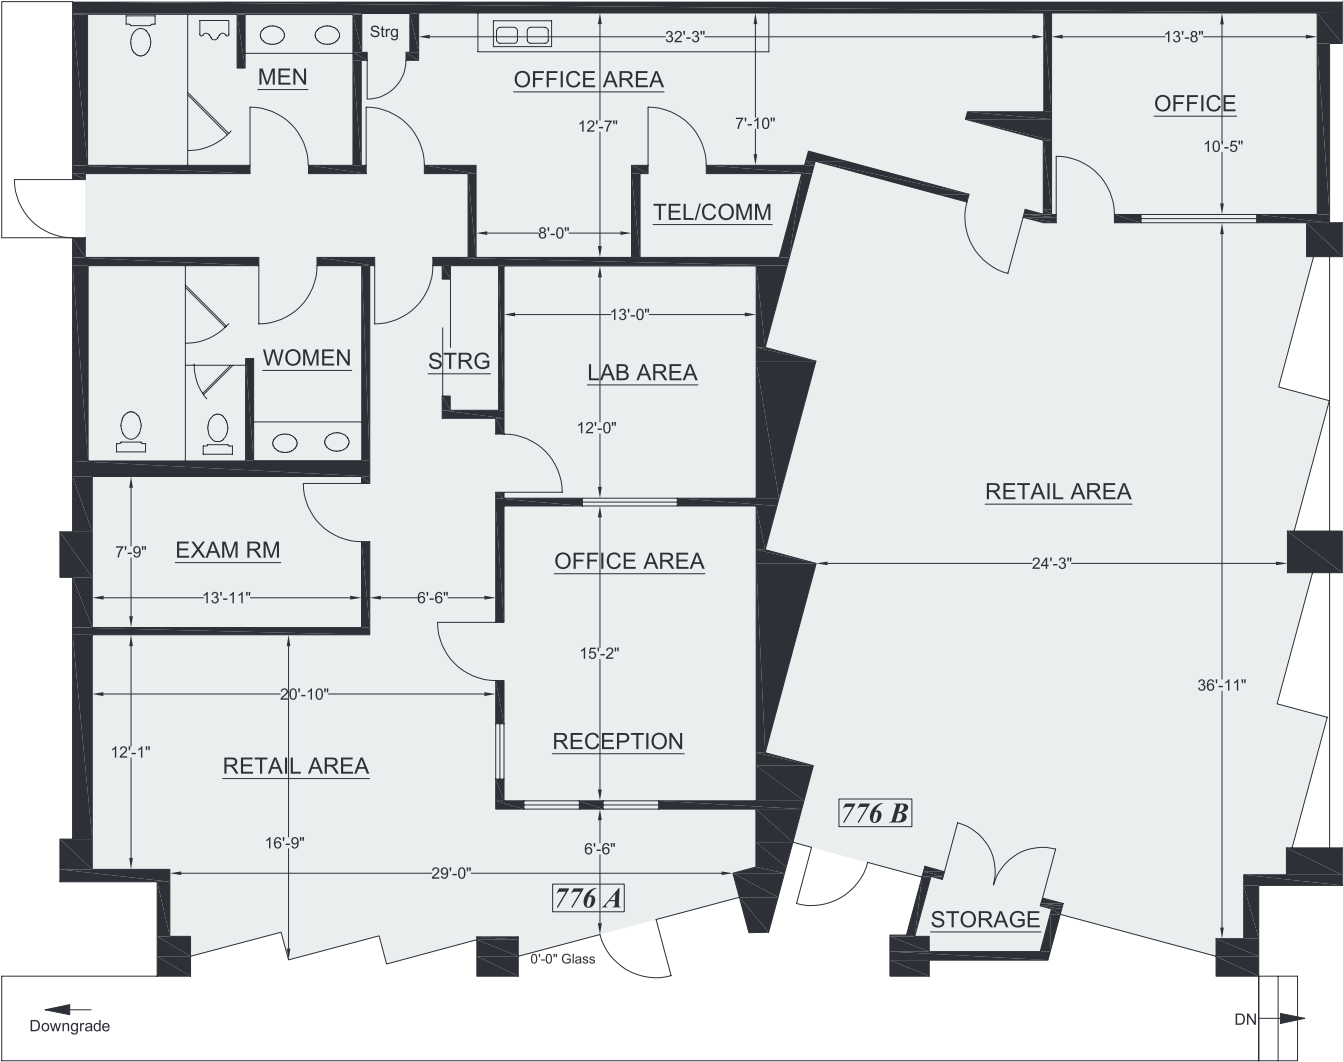 Strg
32'-3"
13'-8"
MEN
OFFICE AREA
OFFICE
12'-7"
7'-10"
10'-5"
TEL/COMM
8'-0"
13'-0"
WOMEN
STRG
LAB AREA
12'-0"
RETAIL AREA
7'-9"
EXAM RM
OFFICE AREA
24'-3"
13'-11"
6'-6"
15'-2"
36'-11"
20'-10"
RECEPTION
12'-1"
RETAIL AREA
776 B
16'-9"
6'-6"
29'-0"
776 A
STORAGE
0'-0" Glass
DN
Downgrade